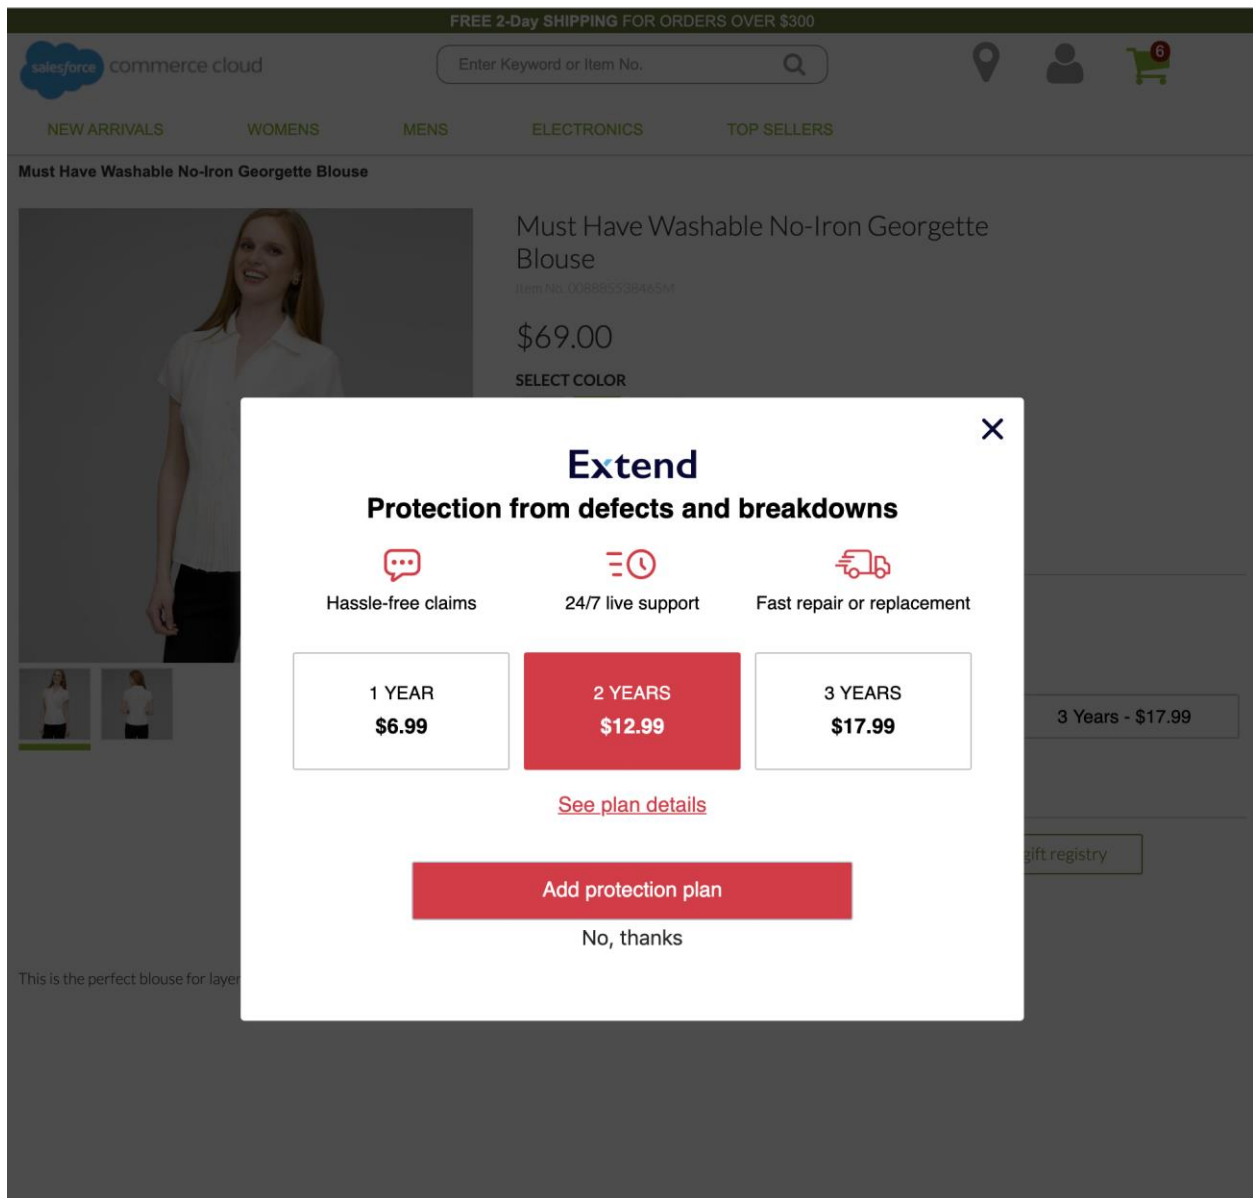 FREE 2-Day SHIPPING FOR ORDERS OVER $300
salesforce commerce cloud
Enter Keyword or Item No.
6
NEW ARRIVALS WOMENS MENS ELECTRONICS TOP SELLERS
Must Have Washable No-Iron Georgette Blouse
Must Have Washable No-Iron Georgette
Blouse
Item No. 008885538465M
$69.00
SELECT COLOR
Extend
Protection from defects and breakdowns
Hassle-free claims 24/7 live support Fast repair or replacement
1 YEAR 2 YEARS 3 YEARS
$6.99 $12.99 $17.99
3 Years - $17.99
See plan details
gift registry
Add protection plan
No, thanks
This is the perfect blouse for layer